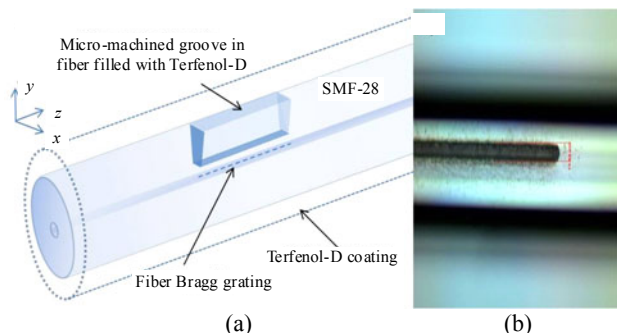 Micro-machined groove in
fiber filled with Terfenol-D
SMF-28
y
z
x
Terfenol-D coating
Fiber Bragg grating
(a)
(b)